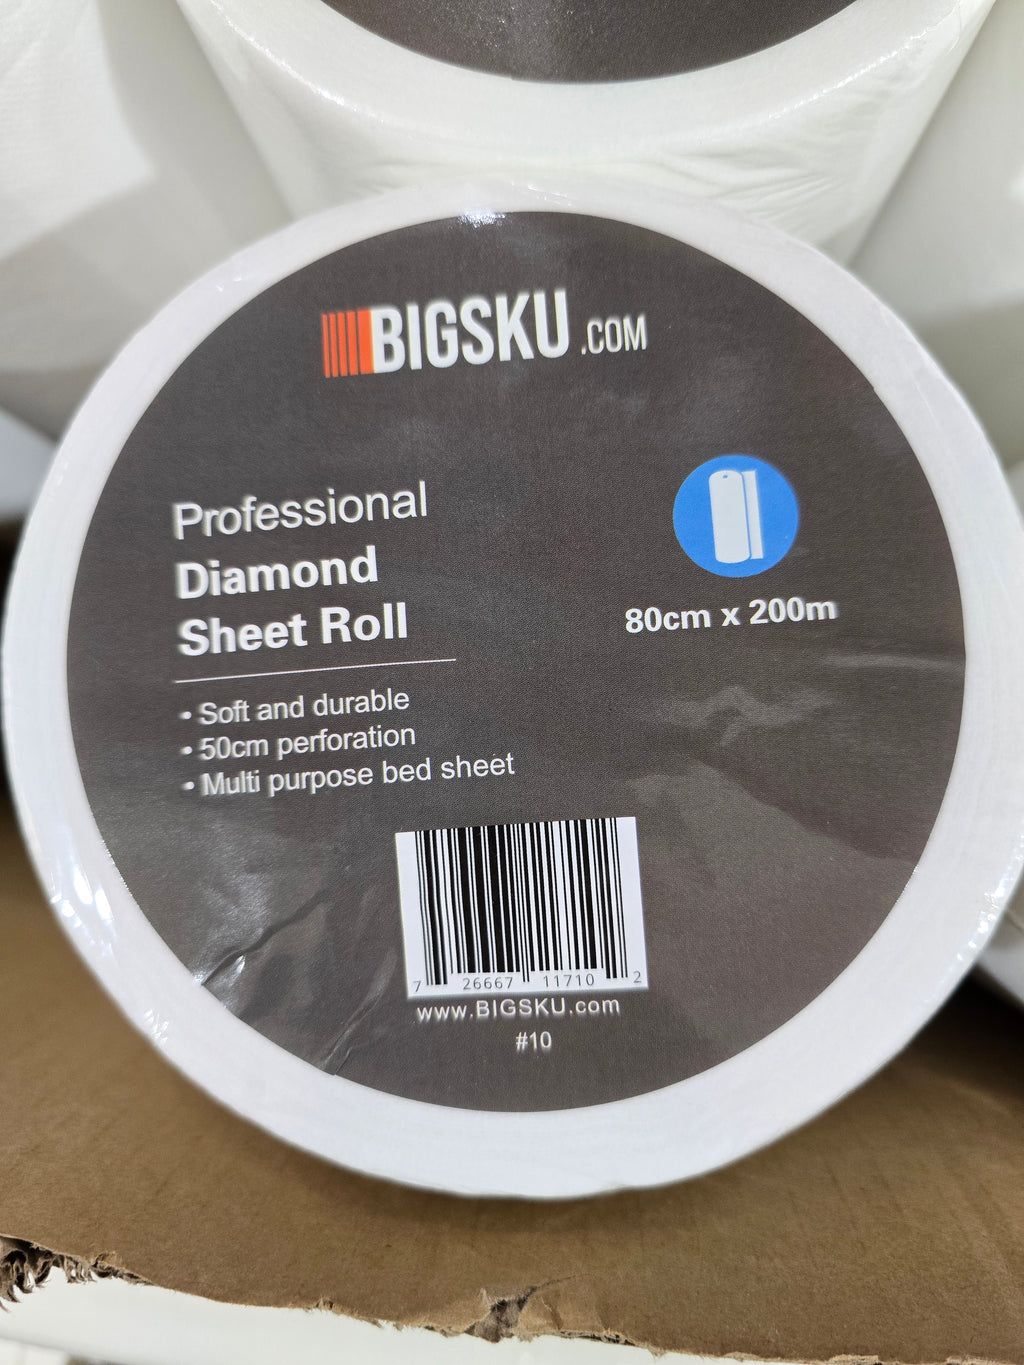 BIGSKU.COM
Professional
Diamond
Sheet Roll
80cm x 200m
• Soft and durable
• 50cm perforation
• Multi purpose bed sheet
7 26667 11710 2
www.BIGSKU.com
#10